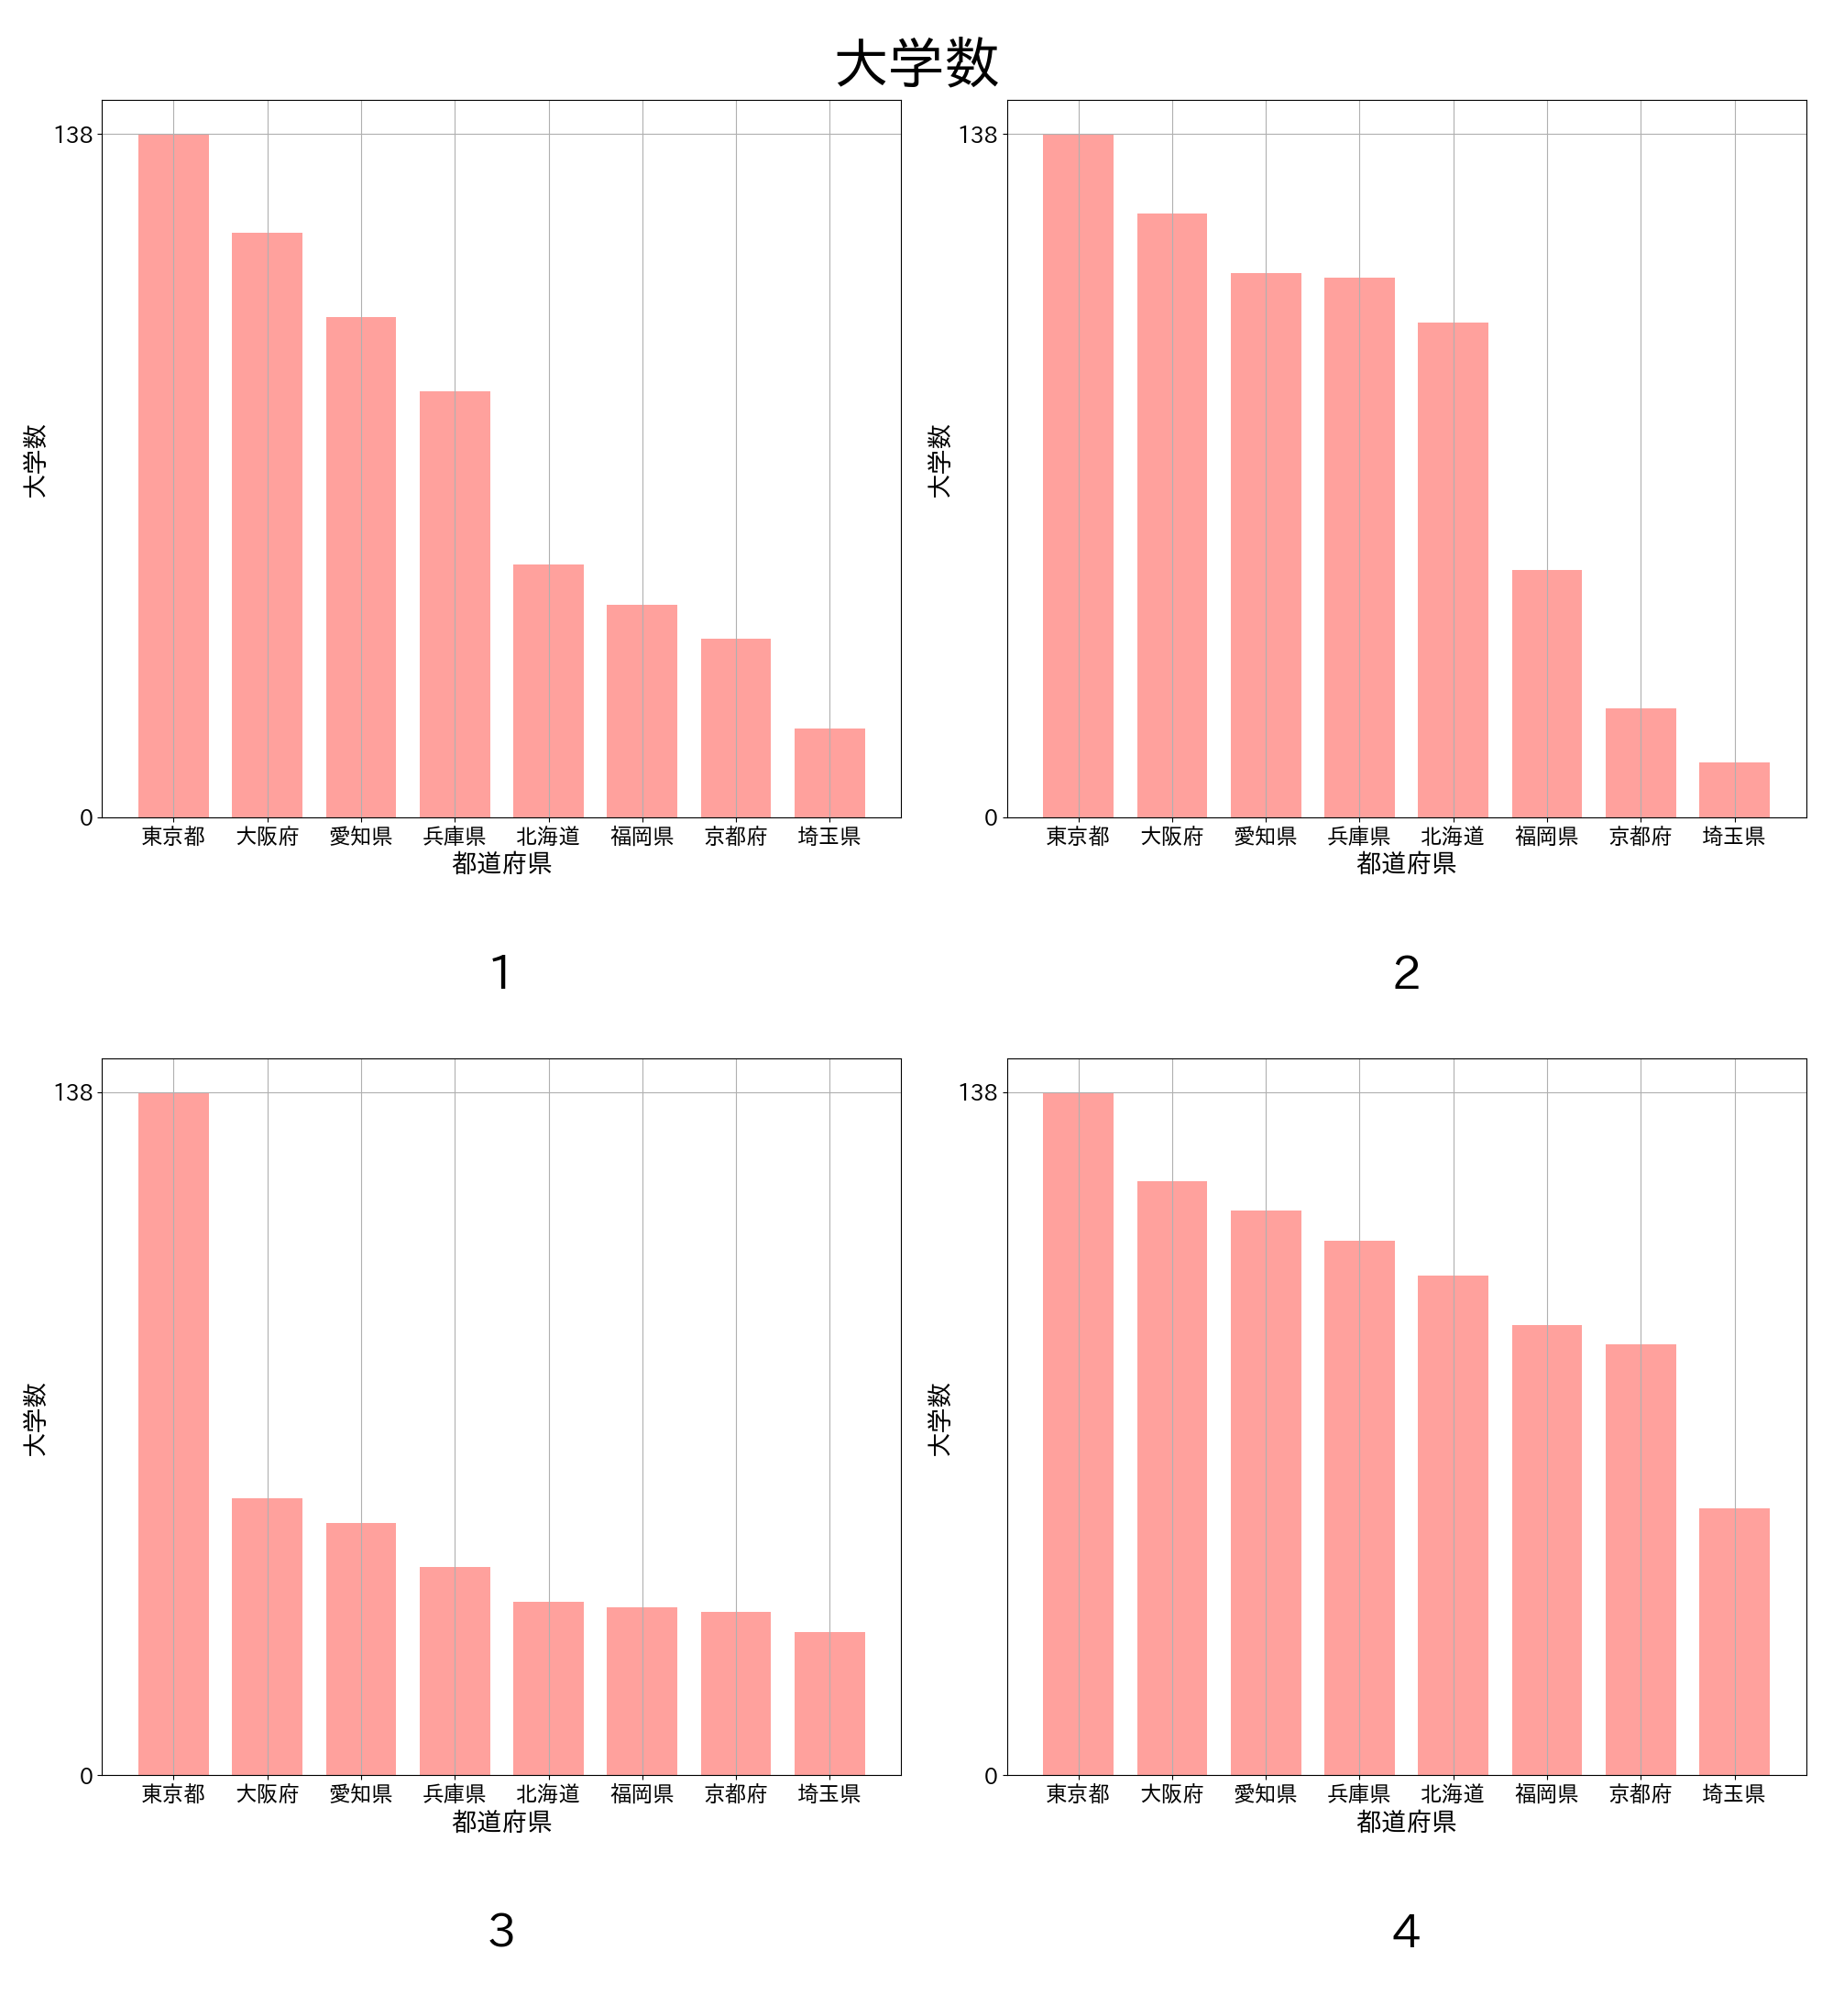 大学数
138
0
大学数
東京都 大阪府 愛知県 兵庫県 北海道 福岡県 京都府 埼玉県
都道府県
1
138
0
大学数
東京都 大阪府 愛知県 兵庫県 北海道 福岡県 京都府 埼玉県
都道府県
2
138
0
大学数
東京都 大阪府 愛知県 兵庫県 北海道 福岡県 京都府 埼玉県
都道府県
3
138
0
大学数
東京都 大阪府 愛知県 兵庫県 北海道 福岡県 京都府 埼玉県
都道府県
4